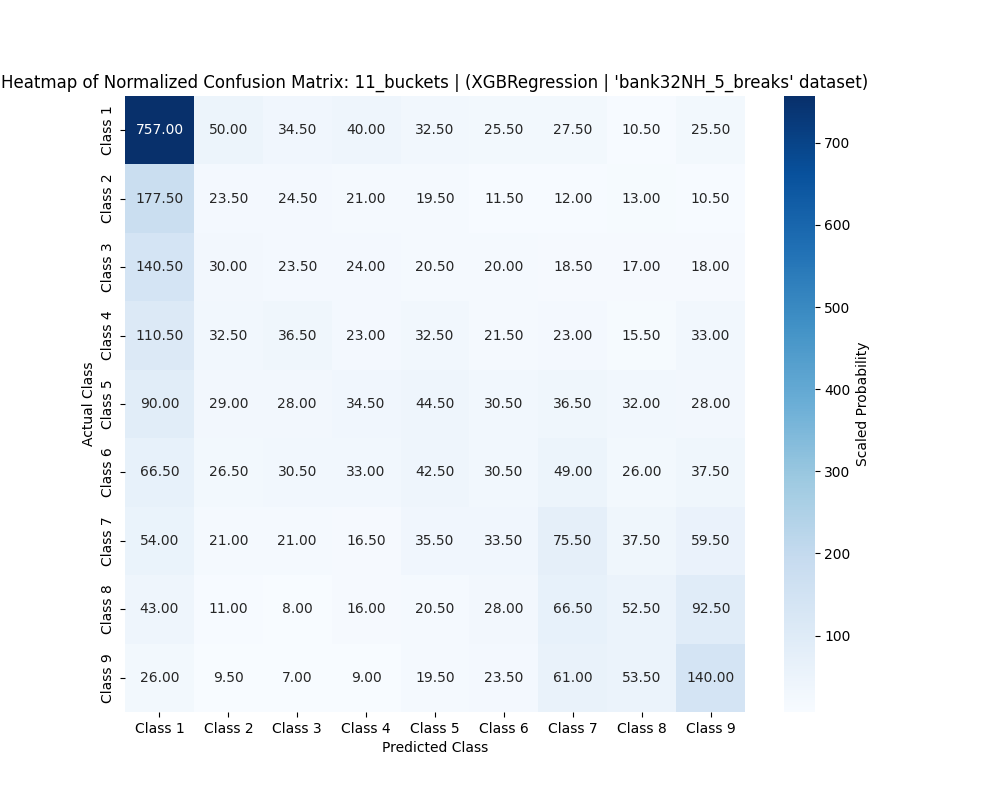 Heatmap of Normalized Confusion Matrix: 11_buckets | (XGBRegression | 'bank32NH_5_breaks' dataset)
Class 1 757.00 50.00 34.50 40.00 32.50 25.50 27.50 10.50 25.50
Class 2 177.50 23.50 24.50 21.00 19.50 11.50 12.00 13.00 10.50
Class 3 140.50 30.00 23.50 24.00 20.50 20.00 18.50 17.00 18.00
Class 4 110.50 32.50 36.50 23.00 32.50 21.50 23.00 15.50 33.00
Class 5 90.00 29.00 28.00 34.50 44.50 30.50 36.50 32.00 28.00
Class 6 66.50 26.50 30.50 33.00 42.50 30.50 49.00 26.00 37.50
Class 7 54.00 21.00 21.00 16.50 35.50 33.50 75.50 37.50 59.50
Class 8 43.00 11.00 8.00 16.00 20.50 28.00 66.50 52.50 92.50
Class 9 26.00 9.50 7.00 9.00 19.50 23.50 61.00 53.50 140.00
Class 1 Class 2 Class 3 Class 4 Class 5 Class 6 Class 7 Class 8 Class 9
Predicted Class
Actual Class
700
600
500
400
300
200
100
Scaled Probability